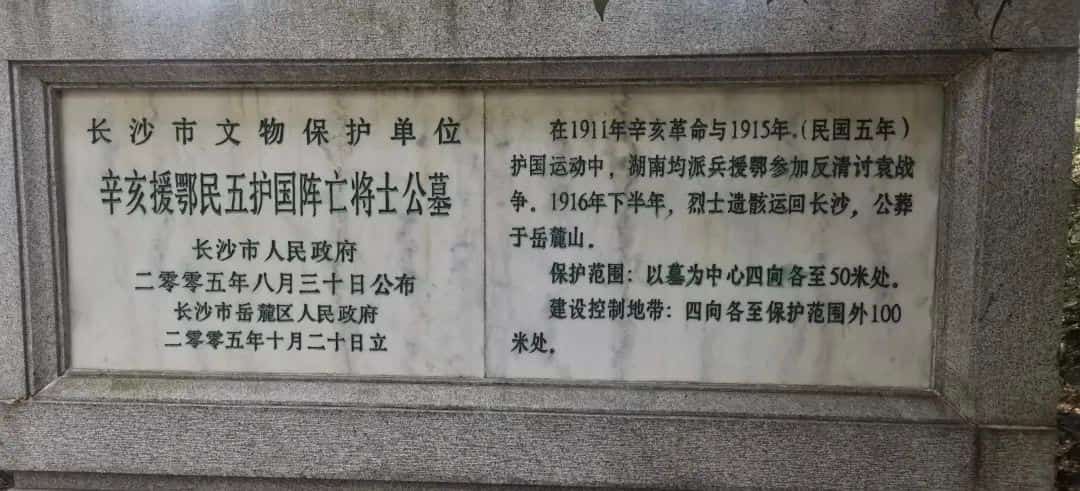 长沙市文物保护单位
辛亥援鄂民五护国阵亡将士公墓
长沙市人民政府
二零零五年八月三十日公布
长沙市岳麓区人民政府
二零零五年十月二十日立
在1911年辛亥革命与1915年.(民国五年)
护国运动中，湖南均派兵援鄂参加反清讨袁战
争。1916年下半年，烈士遗骸运回长沙，公葬
于岳麓山。
保护范围：以墓为中心四向各至50米处。
建设控制地带：四向各至保护范围外100
米处。